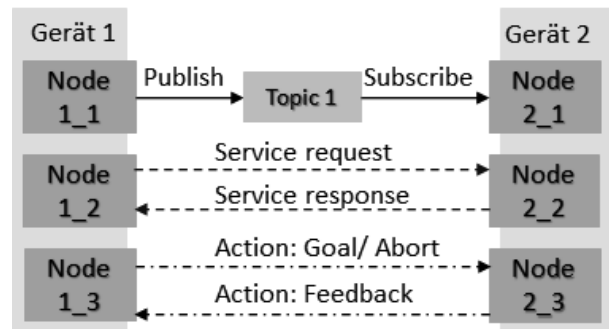 Gerät 1
Gerät 2
Node
1_1
Publish
Topic 1
Subscribe
Node
2_1
Node
1_2
Service request
Service response
Node
2_2
Node
1_3
Action: Goal/ Abort
Action: Feedback
Node
2_3